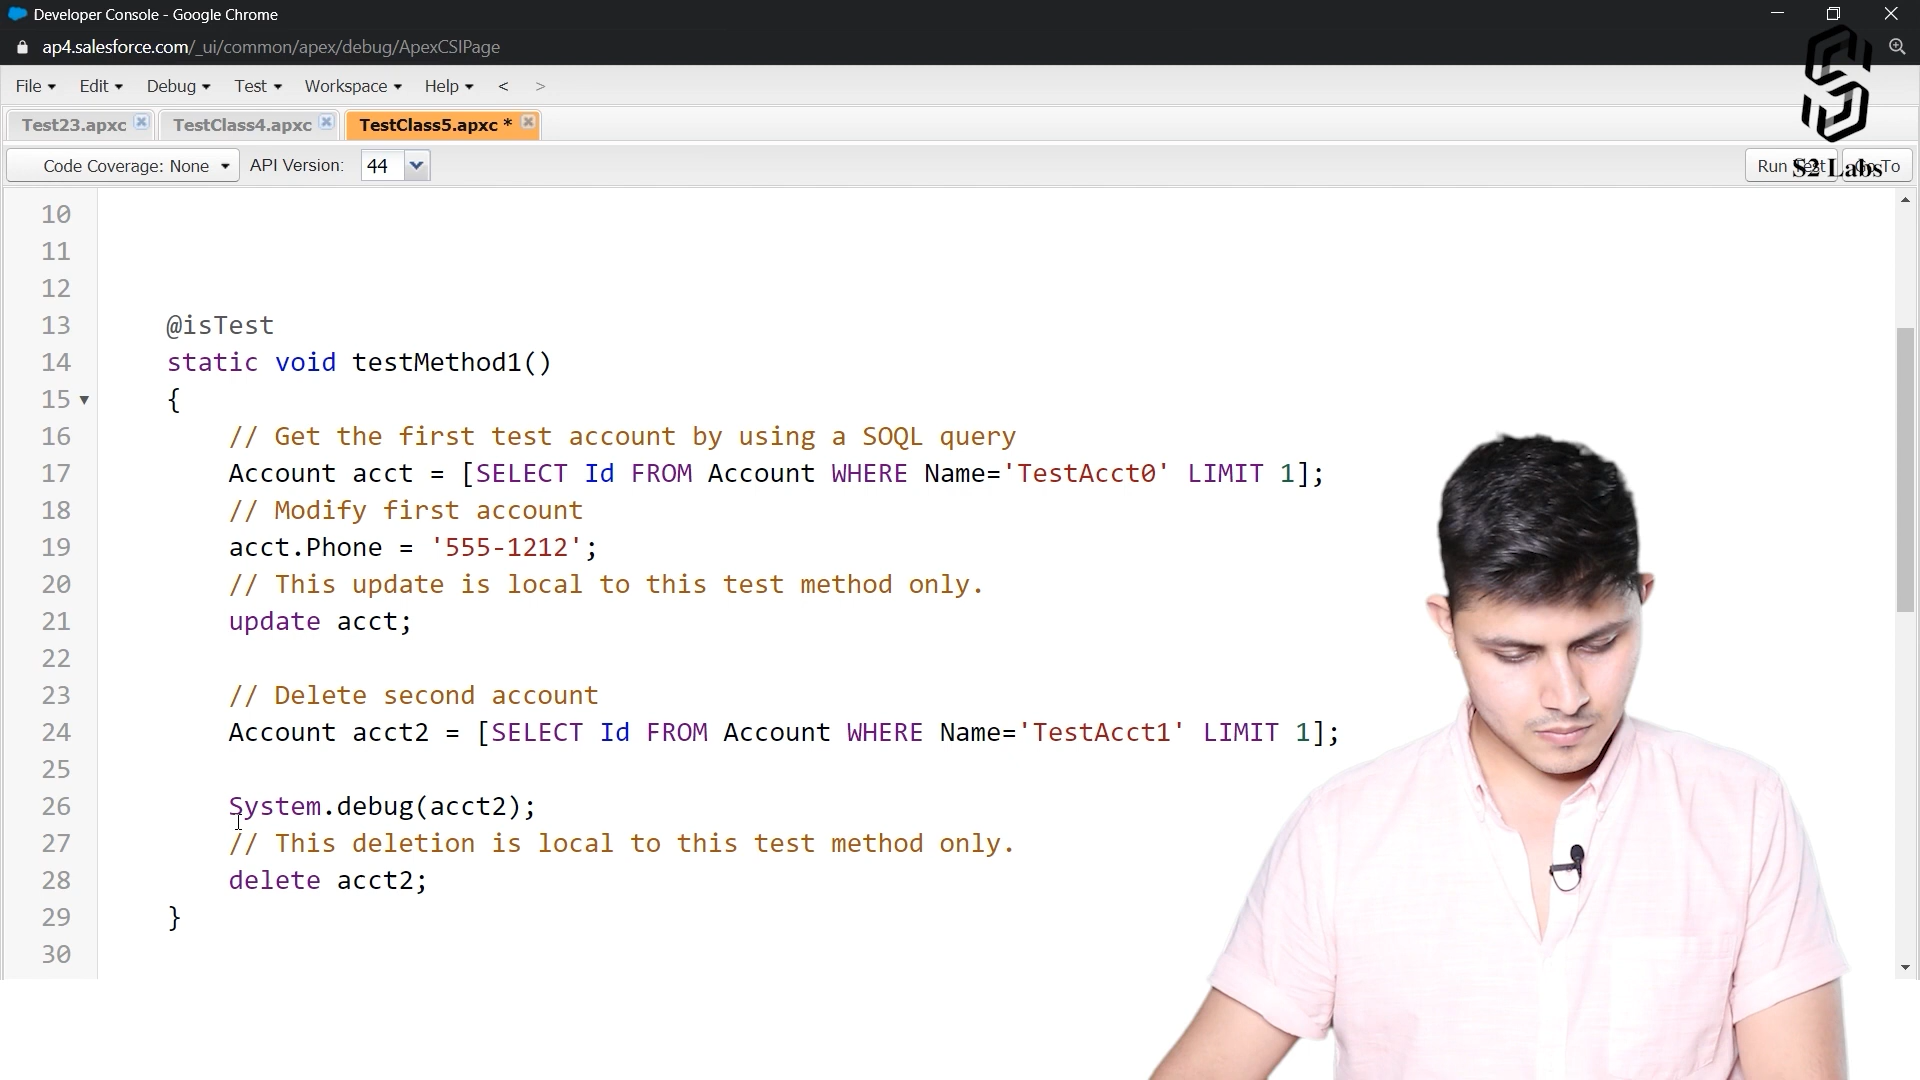 Developer Console - Google Chrome
ap4.salesforce.com/_ui/common/apex/debug/ApexCSIPage
File Edit Debug Test Workspace Help < >
Test23.apxc TestClass4.apxc TestClass5.apxc *
Code Coverage: None API Version: 44 Run Test Go To
S2 Labs
10
11
12
13 @isTest
14 static void testMethod1()
15 {
16 // Get the first test account by using a SOQL query
17 Account acct = [SELECT Id FROM Account WHERE Name='TestAcct0' LIMIT 1];
18 // Modify first account
19 acct.Phone = '555-1212';
20 // This update is local to this test method only.
21 update acct;
22
23 // Delete second account
24 Account acct2 = [SELECT Id FROM Account WHERE Name='TestAcct1' LIMIT 1];
25
26 System.debug(acct2);
27 // This deletion is local to this test method only.
28 delete acct2;
29 }
30